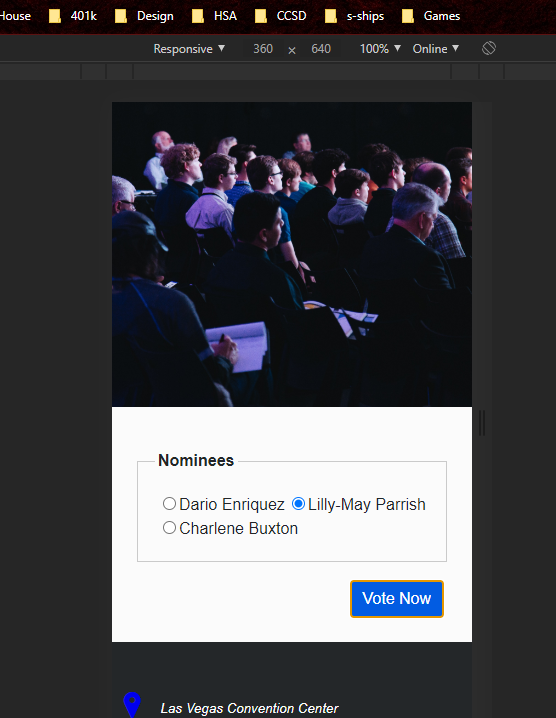 House 401k Design HSA CCSD s-ships Games
Responsive ▼ 360 x 640 100% ▼ Online ▼
Nominees
Dario Enriquez Lilly-May Parrish
Charlene Buxton
Vote Now
Las Vegas Convention Center